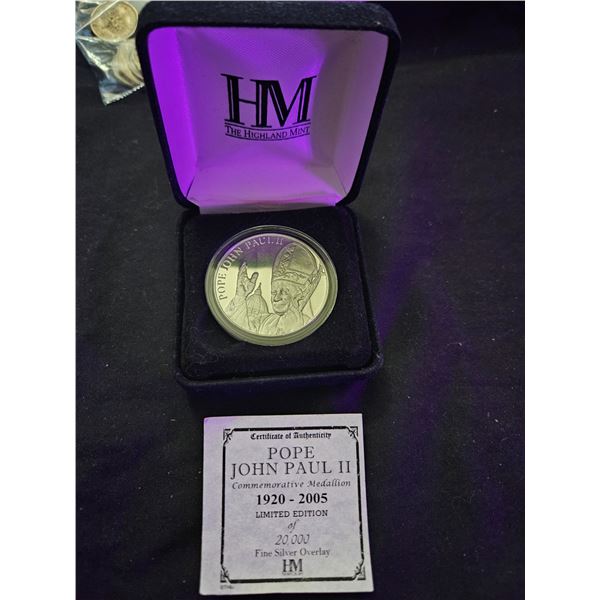 HM
THE HIGHLAND MINT
POPE JOHN PAUL II
Certificate of Authenticity
POPE
JOHN PAUL II
Commemorative Medallion
1920 - 2005
LIMITED EDITION
of
20,000
Fine Silver Overlay
HM